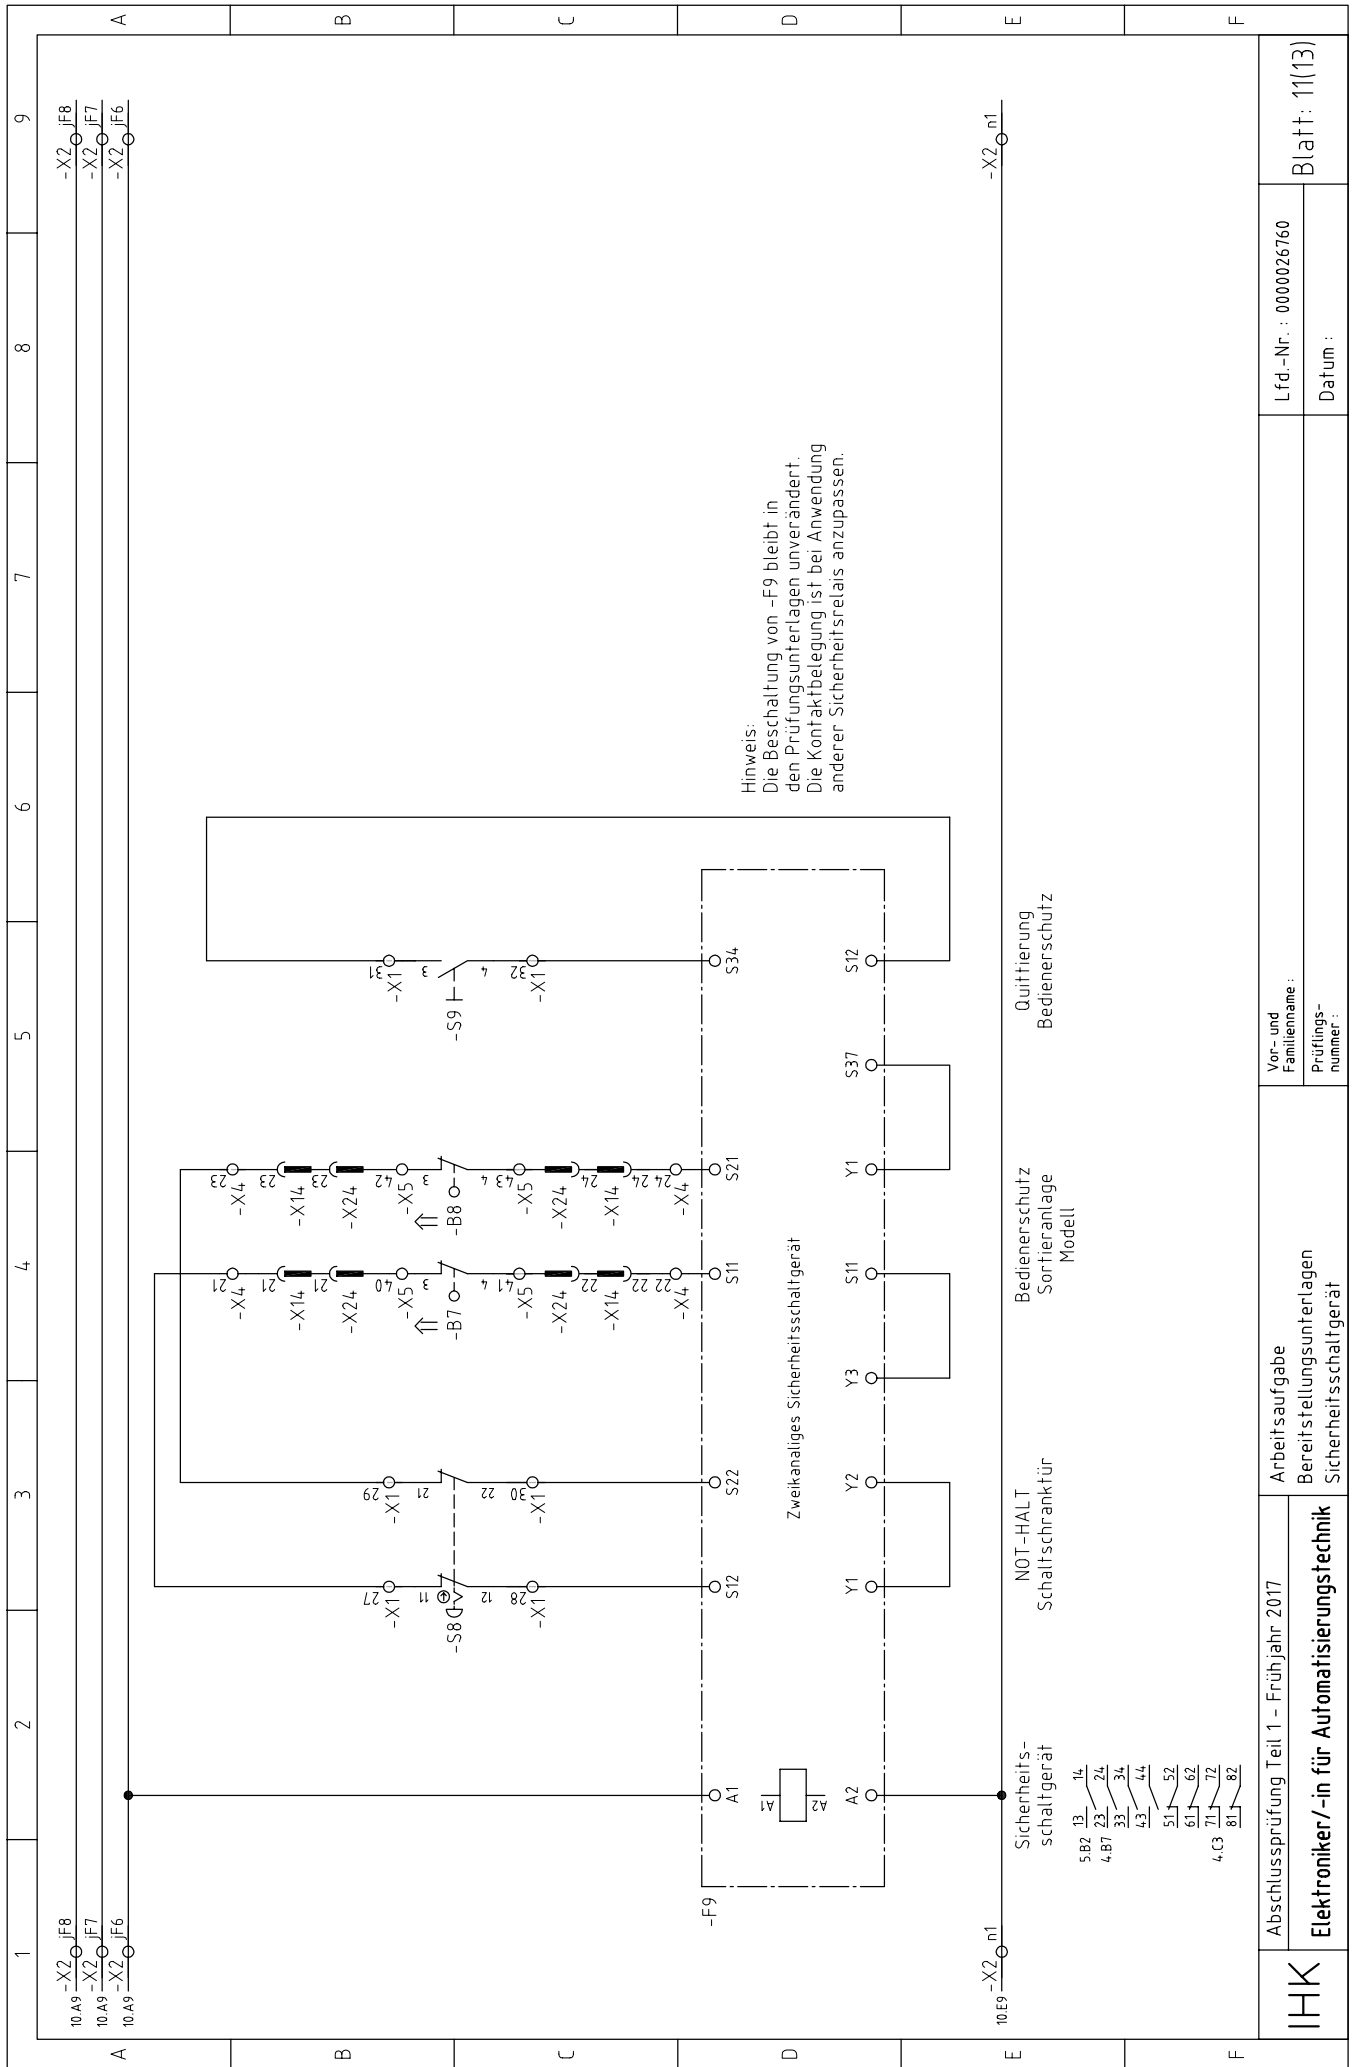 1 2 3 4 5 6 7 8 9
A
B
C
D
E
F
A
B
C
D
E
F
10.A9 -X2 jF8
10.A9 -X2 jF7
10.A9 -X2 jF6
-X2 jF8
-X2 jF7
-X2 jF6
27
-X1
11
-S8
12
28
-X1
29
-X1
21
22
30
-X1
21
-X4
21
-X14
21
-X24
40
-X5
3
-B7
4
41
-X5
22
-X24
22
-X14
22
-X4
23
-X4
23
-X14
23
-X24
42
-X5
3
-B8
4
43
-X5
24
-X24
24
-X14
24
-X4
31
-X1
3
-S9
4
32
-X1
-F9
A1 S12 S22 S11 S21 S34
A1
A2
Zweikanaliges Sicherheitsschaltgerät
A2 Y1 Y2 Y3 S11 Y1 S37 S12
Hinweis:
Die Beschaltung von -F9 bleibt in
den Prüfungsunterlagen unverändert.
Die Kontaktbelegung ist bei Anwendung
anderer Sicherheitsrelais anzupassen.
10.E9 -X2 n1
-X2 n1
Sicherheits-
schaltgerät
NOT-HALT
Schaltschranktür
Bedienerschutz
Sortieranlage
Modell
Quittierung
Bedienerschutz
5.B2 13 14
4.B7 23 24
33 34
43 44
51 52
61 62
4.C3 71 72
81 82
IHK
Abschlussprüfung Teil 1 - Frühjahr 2017
Elektroniker/-in für Automatisierungstechnik
Arbeitsaufgabe
Bereitstellungsunterlagen
Sicherheitsschaltgerät
Vor- und
Familienname :
Prüflings-
nummer :
Lfd.-Nr. : 0000026760
Datum :
Blatt: 11(13)